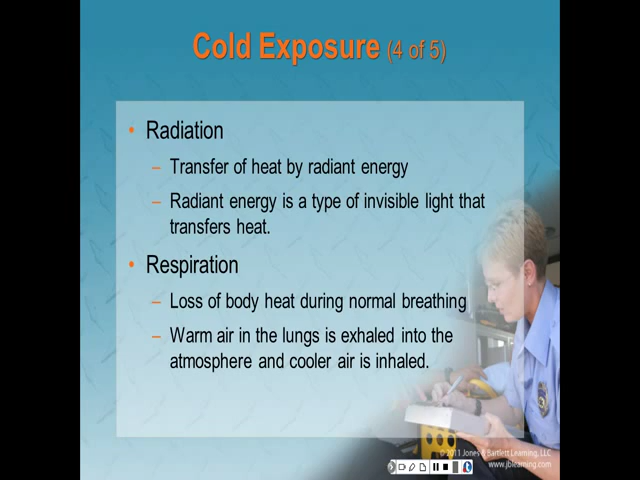 Cold Exposure (4 of 5)
• Radiation
– Transfer of heat by radiant energy
– Radiant energy is a type of invisible light that
transfers heat.
• Respiration
– Loss of body heat during normal breathing
– Warm air in the lungs is exhaled into the
atmosphere and cooler air is inhaled.
© 2011 Jones & Bartlett Learning, LLC
www.jblearning.com